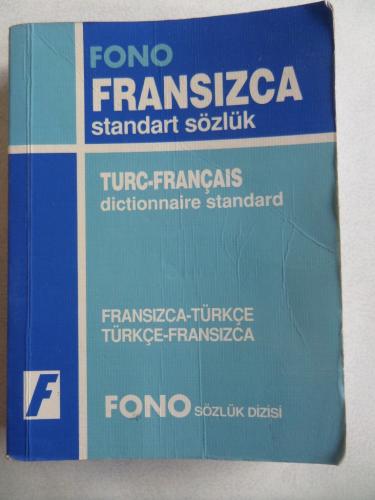 FONO
FRANSIZCA
standart sözlük
TURC-FRANÇAIS
dictionnaire standard
FRANSIZCA-TÜRKÇE
TÜRKÇE-FRANSIZCA
F
FONO SÖZLÜK DİZİSİ